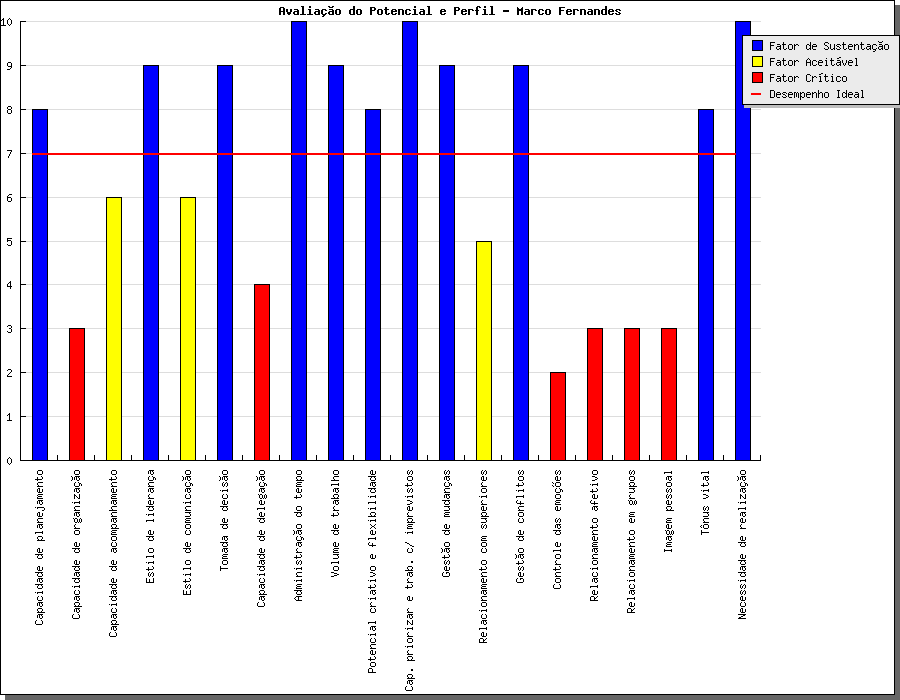 Avaliação do Potencial e Perfil - Marco Fernandes
Fator de Sustentação
Fator Aceitável
Fator Crítico
Desempenho Ideal
10
9
8
7
6
5
4
3
2
1
0
Capacidade de planejamento
Capacidade de organização
Capacidade de acompanhamento
Estilo de liderança
Estilo de comunicação
Tomada de decisão
Capacidade de delegação
Administração do tempo
Volume de trabalho
Potencial criativo e flexibilidade
Cap. priorizar e trab. c/ imprevistos
Gestão de mudanças
Relacionamento com superiores
Gestão de conflitos
Controle das emoções
Relacionamento afetivo
Relacionamento em grupos
Imagem pessoal
Tônus vital
Necessidade de realização